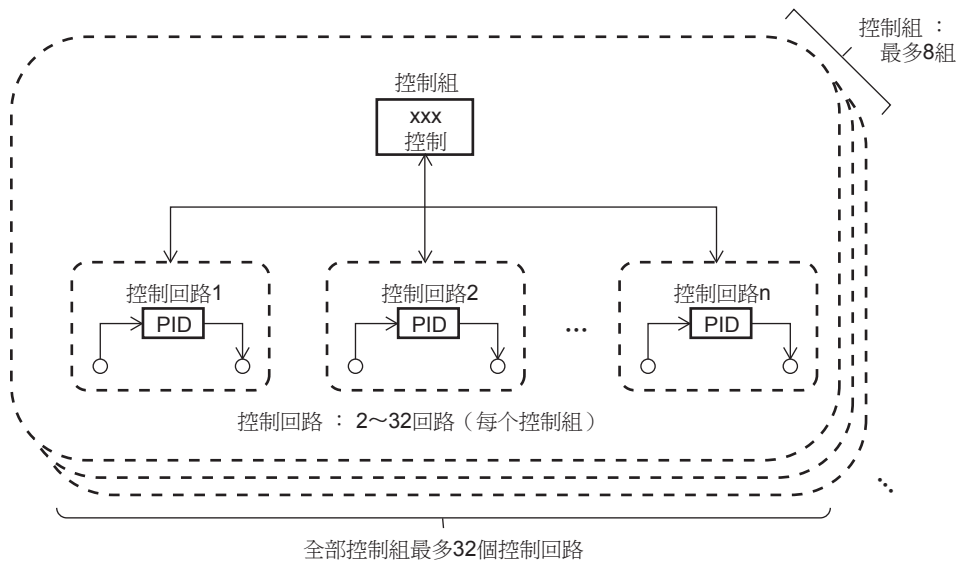 控制組 ：
最多8組
控制組
xxx
控制
控制回路1
PID
控制回路2
PID
...
控制回路n
PID
控制回路 ： 2～32回路（每个控制組）
全部控制組最多32個控制回路